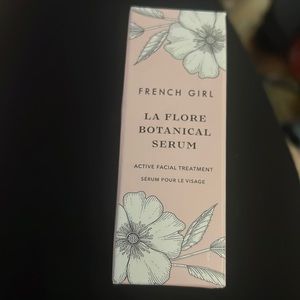 FRENCH GIRL
LA FLORE
BOTANICAL
SERUM
ACTIVE FACIAL TREATMENT
SÉRUM POUR LE VISAGE